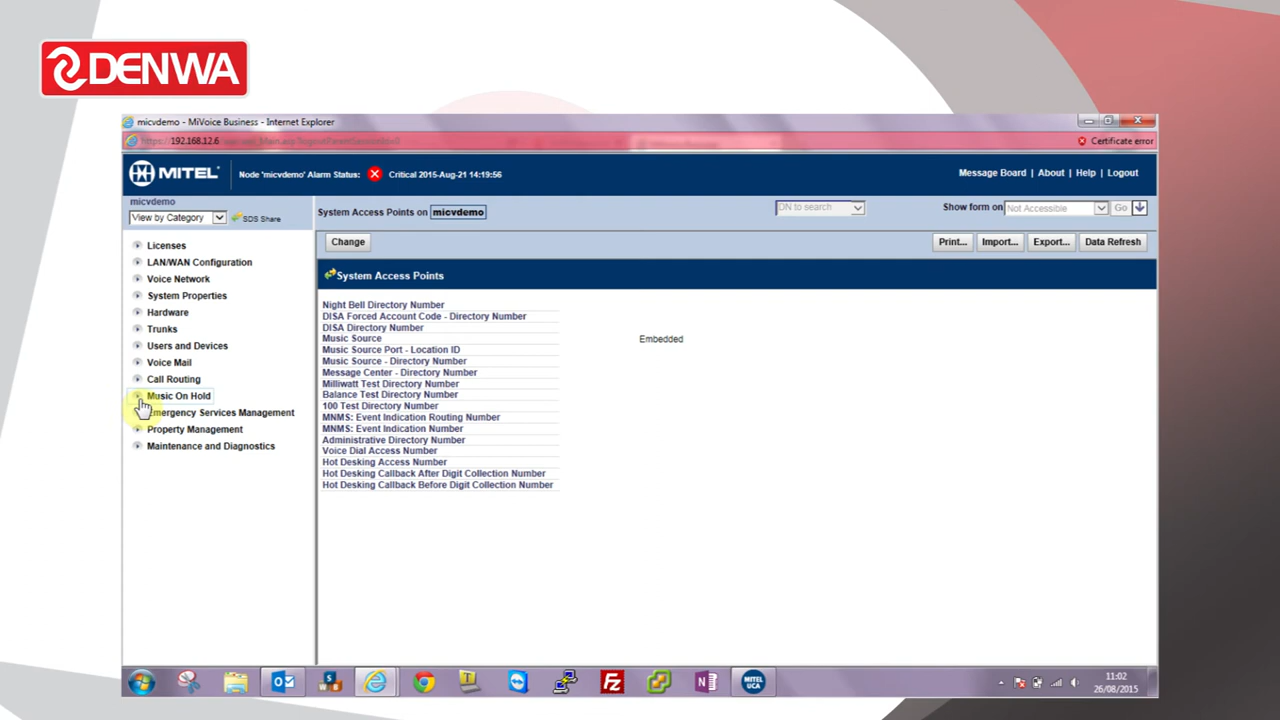 DENWA
micvdemo - MiVoice Business - Internet Explorer
192.168.12.6
Certificate error
MITEL
Node 'micvdemo' Alarm Status:
Critical 2015-Aug-21 14:19:56
Message Board | About | Help | Logout
micvdemo
View by Category
SDS Share
System Access Points on micvdemo
DN to search
Show form on
Not Accessible
Go
Change
Print...
Import...
Export...
Data Refresh
Licenses
LAN/WAN Configuration
Voice Network
System Properties
Hardware
Trunks
Users and Devices
Voice Mail
Call Routing
Music On Hold
Emergency Services Management
Property Management
Maintenance and Diagnostics
System Access Points
Night Bell Directory Number
DISA Forced Account Code - Directory Number
DISA Directory Number
Music Source
Embedded
Music Source Port - Location ID
Music Source - Directory Number
Message Center - Directory Number
Milliwatt Test Directory Number
Balance Test Directory Number
100 Test Directory Number
MNMS: Event Indication Routing Number
MNMS: Event Indication Number
Administrative Directory Number
Voice Dial Access Number
Hot Desking Access Number
Hot Desking Callback After Digit Collection Number
Hot Desking Callback Before Digit Collection Number
MITEL
UCA
11:02
26/08/2015